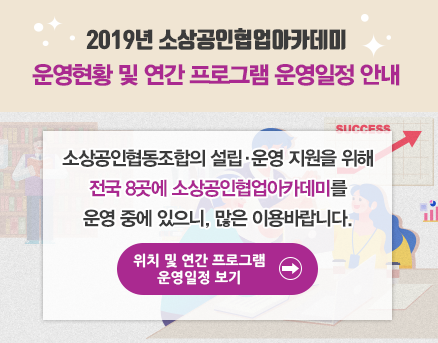 2019년 소상공인협업아카데미
운영현황 및 연간 프로그램 운영일정 안내
SUCCESS
소상공인협동조합의 설립·운영 지원을 위해
전국 8곳에 소상공인협업아카데미를
운영 중에 있으니, 많은 이용바랍니다.
위치 및 연간 프로그램
운영일정 보기